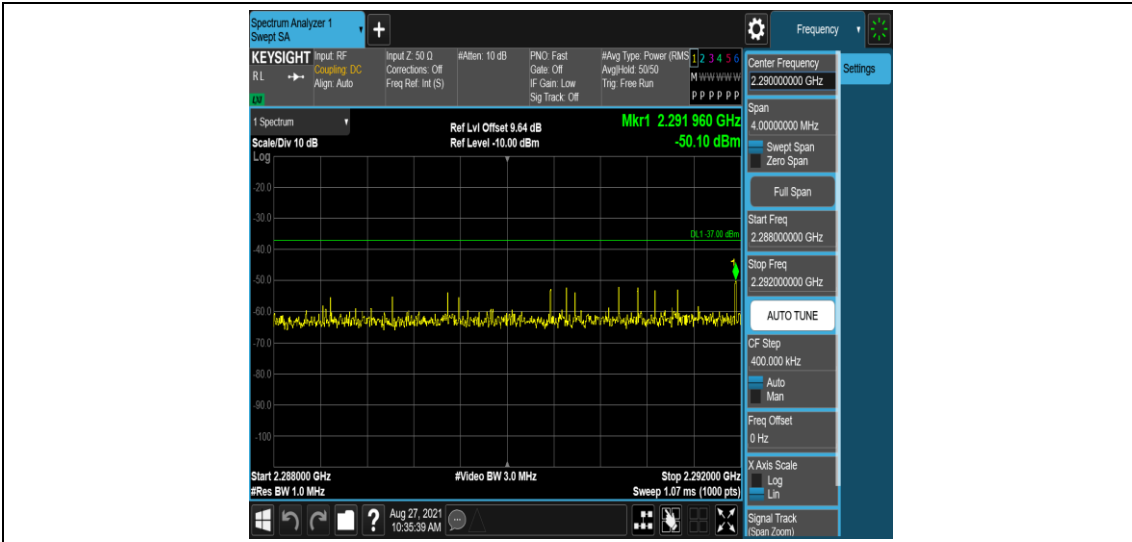 Spectrum Analyzer 1
Swept SA
+
Frequency
KEYSIGHT
RL
LXI
Input: RF
Coupling: DC
Align: Auto
Input Z: 50 Ω
Corrections: Off
Freq Ref: Int (S)
#Atten: 10 dB
PNO: Fast
Gate: Off
IF Gain: Low
Sig Track: Off
#Avg Type: Power (RMS
Avg|Hold: 50/50
Trig: Free Run
1 2 3 4 5 6
M W W W W W
P P P P P P
1 Spectrum
Scale/Div 10 dB
Log
Ref Lvl Offset 9.64 dB
Ref Level -10.00 dBm
Mkr1 2.291 960 GHz
-50.10 dBm
-20.0
-30.0
DL1 -37.00 dBm
-40.0
1
-50.0
-60.0
-70.0
-80.0
-90.0
-100
Start 2.288000 GHz
#Res BW 1.0 MHz
#Video BW 3.0 MHz
Stop 2.292000 GHz
Sweep 1.07 ms (1000 pts)
?
Aug 27, 2021
10:35:39 AM
Center Frequency
2.290000000 GHz
Settings
Span
4.00000000 MHz
Swept Span
Zero Span
Full Span
Start Freq
2.288000000 GHz
Stop Freq
2.292000000 GHz
AUTO TUNE
CF Step
400.000 kHz
Auto
Man
Freq Offset
0 Hz
X Axis Scale
Log
Lin
Signal Track
(Span Zoom)